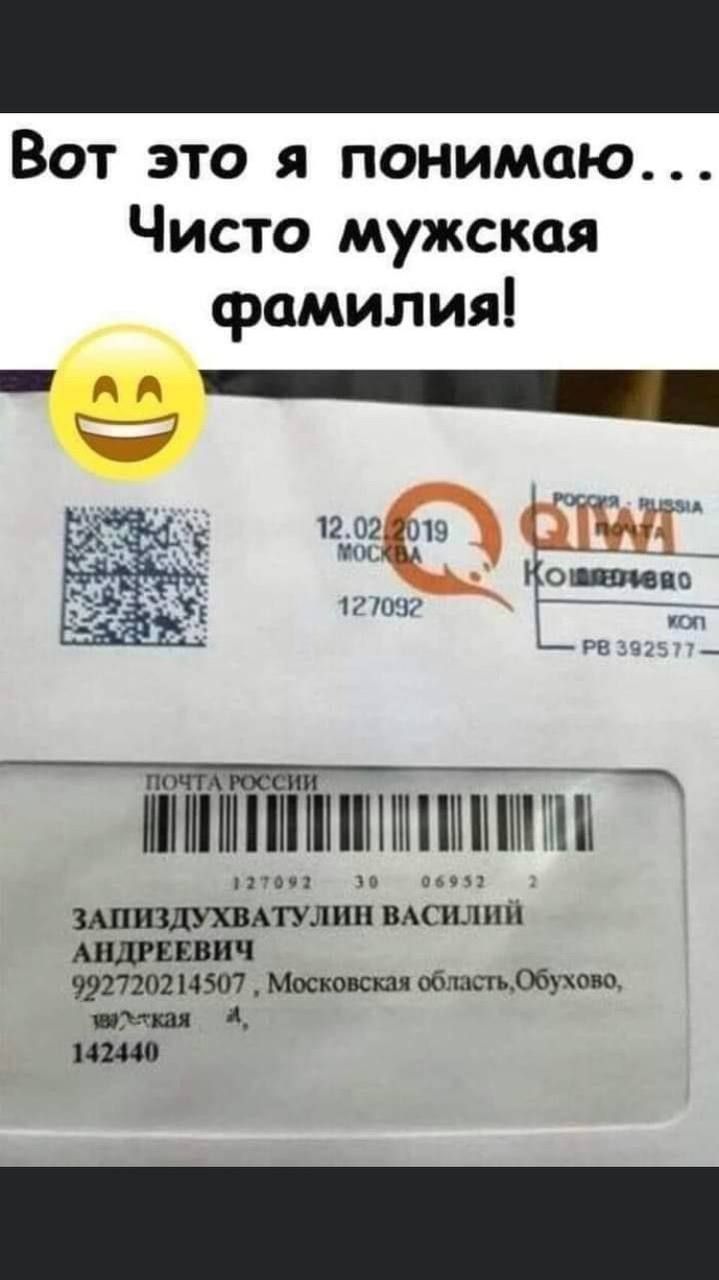 Вот это я понимаю...
Чисто мужская
фамилия!
РОССИЯ - RUSSIA
12.02.2019
QIWI
ПОЧТА
МОСКВА
127092
КОП
РВ 392577
ПОЧТА РОССИИ
127092 30 06952 2
ЗАПИЗДУХВАТУЛИН ВАСИЛИЙ
АНДРЕЕВИЧ
992720214507 , Московская область,Обухово,
142440